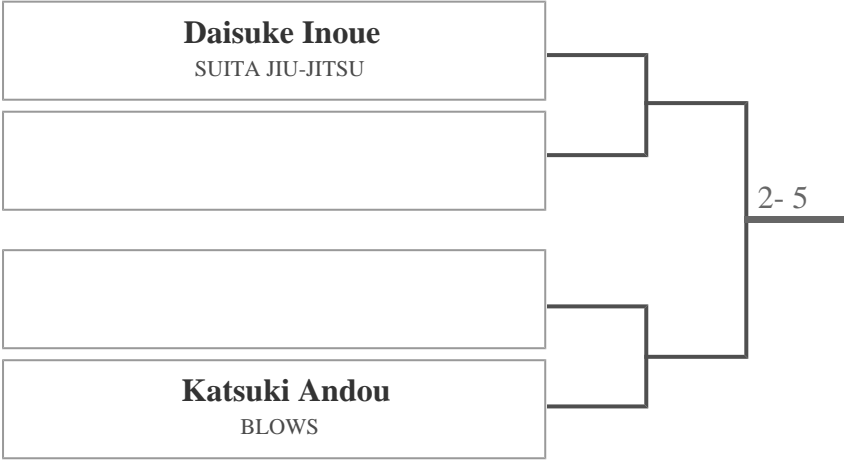 Daisuke Inoue
SUITA JIU-JITSU
2- 5
Katsuki Andou
BLOWS